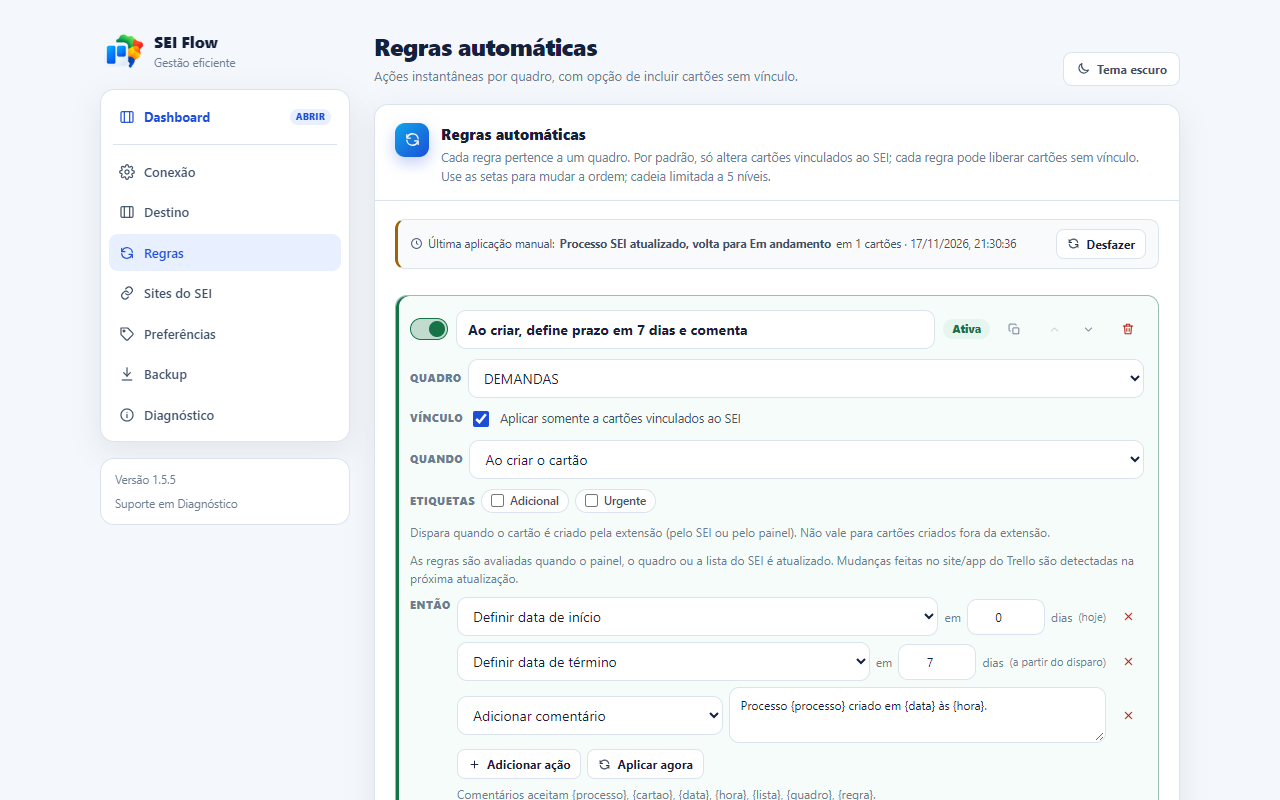 SEI Flow
Gestão eficiente
Dashboard ABRIR
Conexão
Destino
Regras
Sites do SEI
Preferências
Backup
Diagnóstico
Versão 1.5.5
Suporte em Diagnóstico
Regras automáticas
Ações instantâneas por quadro, com opção de incluir cartões sem vínculo.
Tema escuro
Regras automáticas
Cada regra pertence a um quadro. Por padrão, só altera cartões vinculados ao SEI; cada regra pode liberar cartões sem vínculo.
Use as setas para mudar a ordem; cadeia limitada a 5 níveis.
Última aplicação manual: Processo SEI atualizado, volta para Em andamento em 1 cartões · 17/11/2026, 21:30:36
Desfazer
Ao criar, define prazo em 7 dias e comenta
Ativa
QUADRO DEMANDAS
VÍNCULO Aplicar somente a cartões vinculados ao SEI
QUANDO Ao criar o cartão
ETIQUETAS Adicional Urgente
Dispara quando o cartão é criado pela extensão (pelo SEI ou pelo painel). Não vale para cartões criados fora da extensão.
As regras são avaliadas quando o painel, o quadro ou a lista do SEI é atualizado. Mudanças feitas no site/app do Trello são detectadas na
próxima atualização.
ENTÃO Definir data de início em 0 dias (hoje)
Definir data de término em 7 dias (a partir do disparo)
Adicionar comentário Processo {processo} criado em {data} às {hora}.
Adicionar ação Aplicar agora
Comentários aceitam {processo}, {cartao}, {data}, {hora}, {lista}, {quadro}, {regra}.